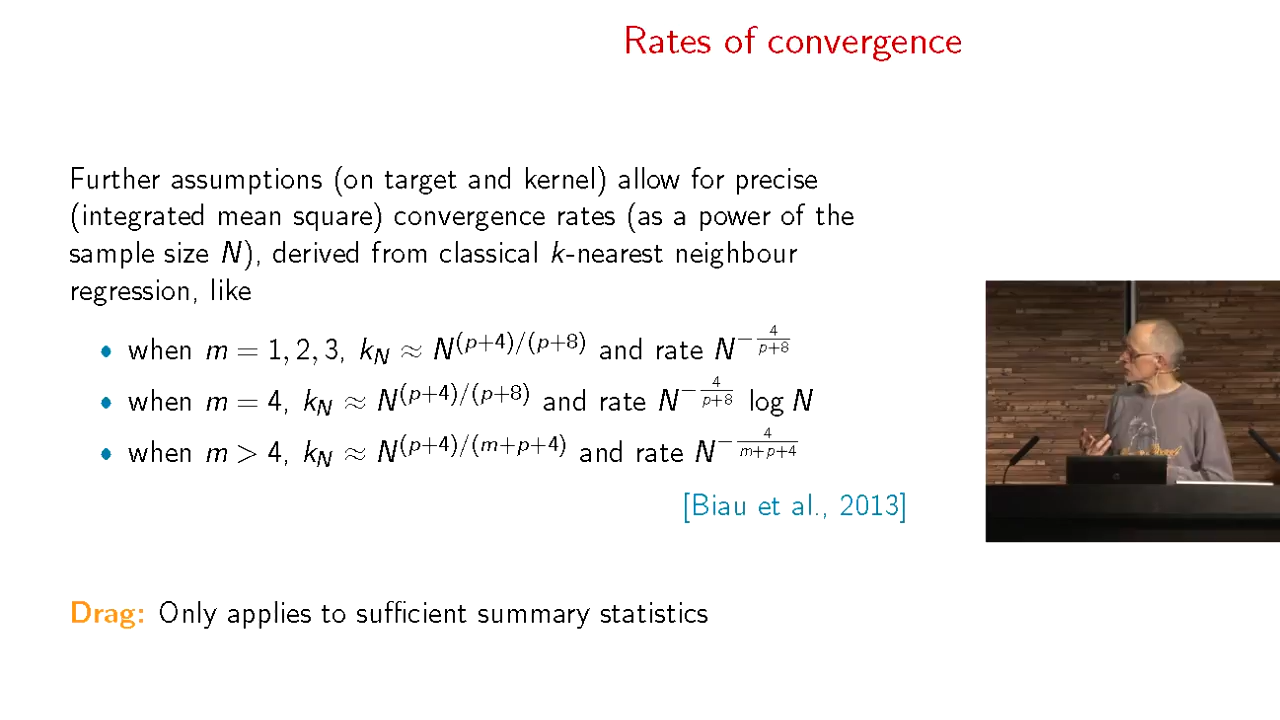 Rates of convergence
Further assumptions (on target and kernel) allow for precise
(integrated mean square) convergence rates (as a power of the
sample size N), derived from classical k-nearest neighbour
regression, like
• when m = 1, 2, 3, k_N ≈ N^{(p+4)/(p+8)} and rate N^{-\frac{4}{p+8}}
• when m = 4, k_N ≈ N^{(p+4)/(p+8)} and rate N^{-\frac{4}{p+8}} log N
• when m > 4, k_N ≈ N^{(p+4)/(m+p+4)} and rate N^{-\frac{4}{m+p+4}}
[Biau et al., 2013]
Drag: Only applies to sufficient summary statistics